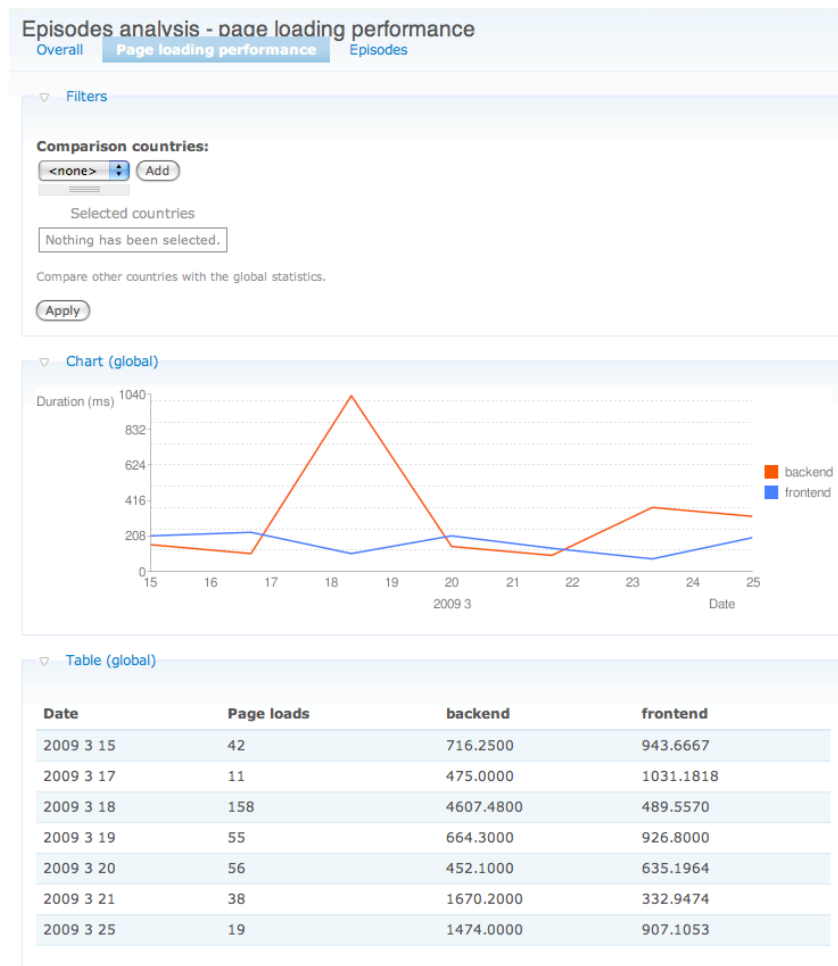 Episodes analysis - page loading performance
Overall Page loading performance Episodes
Filters
Comparison countries:
<none> Add
Selected countries
Nothing has been selected.
Compare other countries with the global statistics.
Apply
Chart (global)
Duration (ms)
1040
832
624
416
208
0
backend
frontend
15 16 17 18 19 20 21 22 23 24 25
2009 3 Date
Table (global)
Date Page loads backend frontend
2009 3 15 42 716.2500 943.6667
2009 3 17 11 475.0000 1031.1818
2009 3 18 158 4607.4800 489.5570
2009 3 19 55 664.3000 926.8000
2009 3 20 56 452.1000 635.1964
2009 3 21 38 1670.2000 332.9474
2009 3 25 19 1474.0000 907.1053